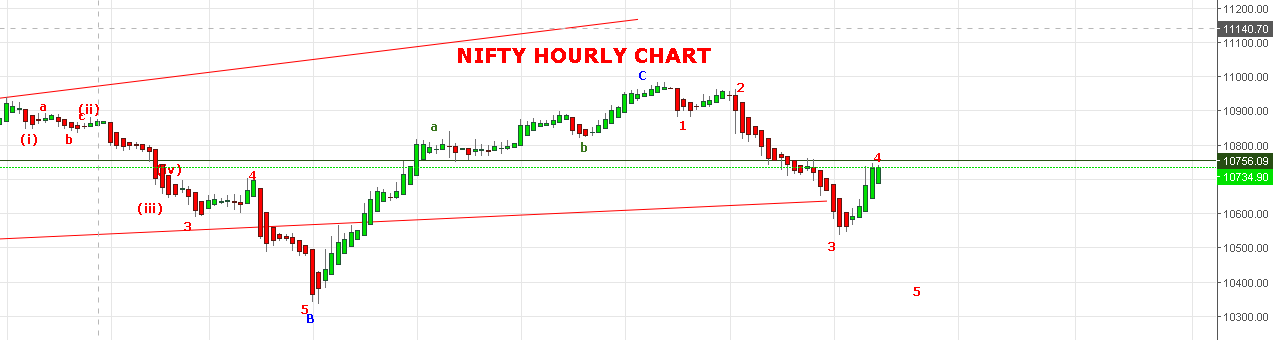 11200.00
11140.70
11100.00
NIFTY HOURLY CHART
11000.00
C
2
a
(ii)
c
10900.00
1
(i)
b
a
b
10800.00
4
10756.09
(iv)
4
10734.90
(iii)
3
10600.00
3
10500.00
5
10400.00
5
B
10300.00